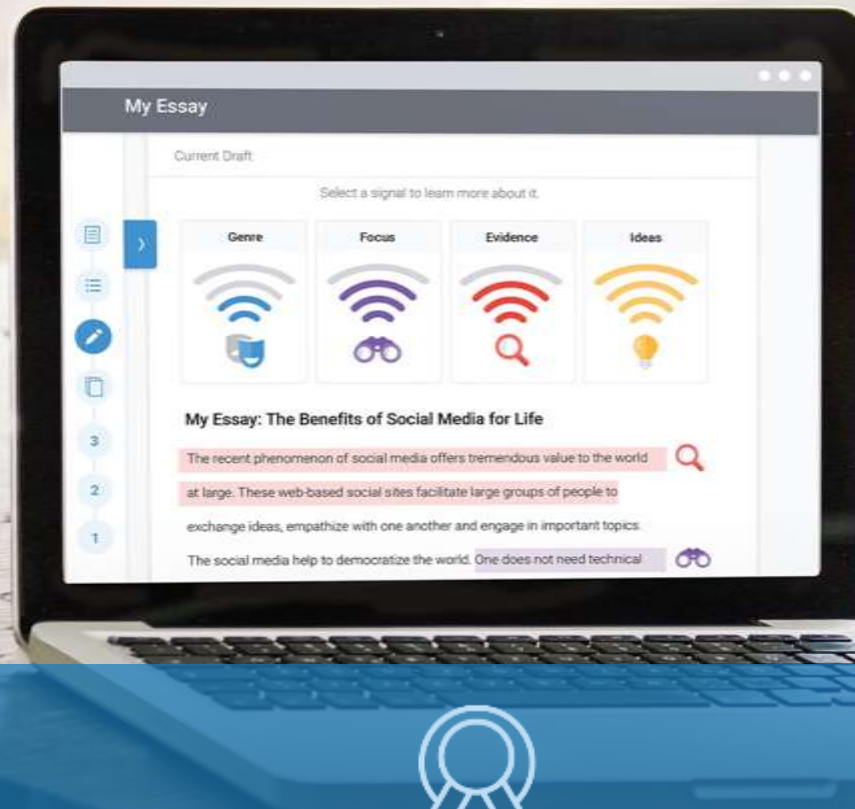 My Essay
Current Draft:
Select a signal to learn more about it.
Genre Focus Evidence Ideas
My Essay: The Benefits of Social Media for Life
The recent phenomenon of social media offers tremendous value to the world
at large. These web-based social sites facilitate large groups of people to
exchange ideas, empathize with one another and engage in important topics.
The social media help to democratize the world. One does not need technical
3
2
1